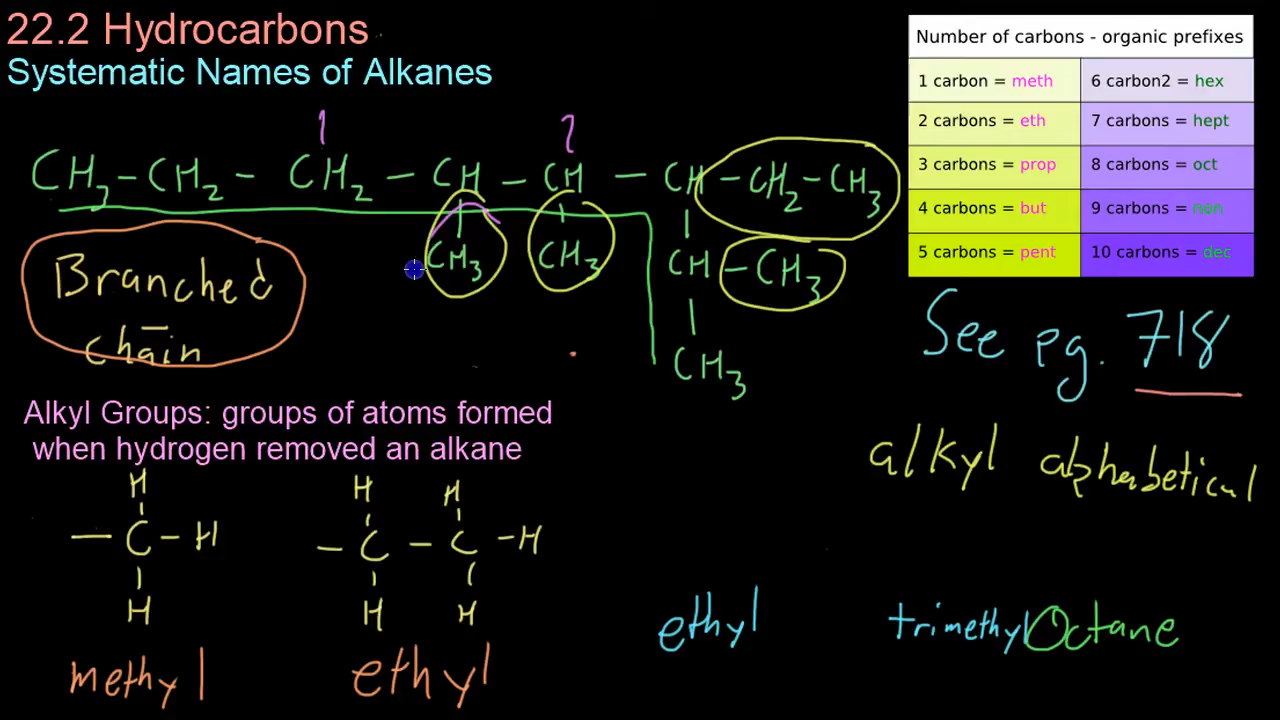 22.2 Hydrocarbons
Systematic Names of Alkanes
Number of carbons - organic prefixes
1 carbon = meth
6 carbon2 = hex
2 carbons = eth
7 carbons = hept
3 carbons = prop
8 carbons = oct
4 carbons = but
9 carbons = non
5 carbons = pent
10 carbons = dec
CH₃ – CH₂ – CH₂ – CH – CH – CH – CH₂ – CH₃
CH₃ CH₃ CH – CH₃
CH₃
Branched
chain
See pg. 718
Alkyl Groups: groups of atoms formed
when hydrogen removed an alkane
alkyl alphabetical
H H H
– C – H – C – C – H
H H H
methyl ethyl
ethyl trimethyl Octane